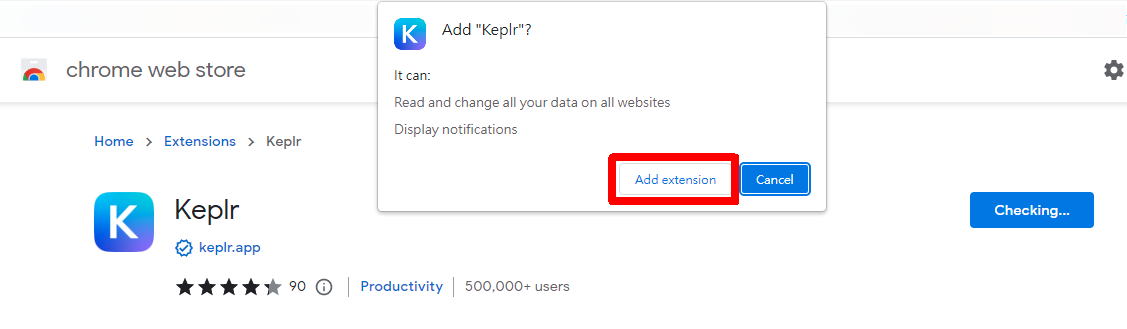 K
Add "Keplr"?
It can:
Read and change all your data on all websites
Display notifications
Add extension
Cancel
chrome web store
Home > Extensions > Keplr
K
Keplr
keplr.app
Checking...
90
Productivity
500,000+ users